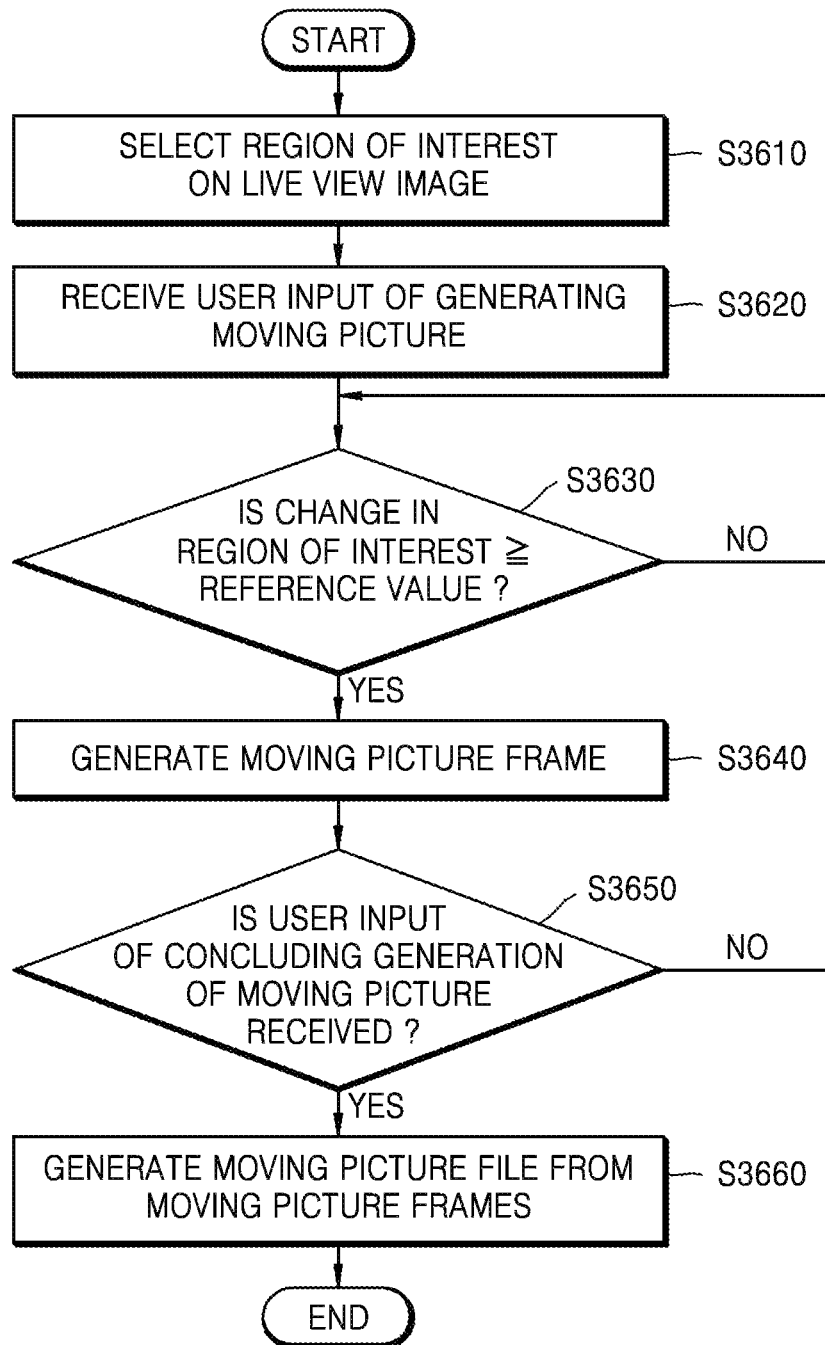 START
SELECT REGION OF INTEREST
ON LIVE VIEW IMAGE
S3610
RECEIVE USER INPUT OF GENERATING
MOVING PICTURE
S3620
S3630
IS CHANGE IN
REGION OF INTEREST ≧
REFERENCE VALUE ?
NO
YES
GENERATE MOVING PICTURE FRAME
S3640
S3650
IS USER INPUT
OF CONCLUDING GENERATION
OF MOVING PICTURE
RECEIVED ?
NO
YES
GENERATE MOVING PICTURE FILE FROM
MOVING PICTURE FRAMES
S3660
END